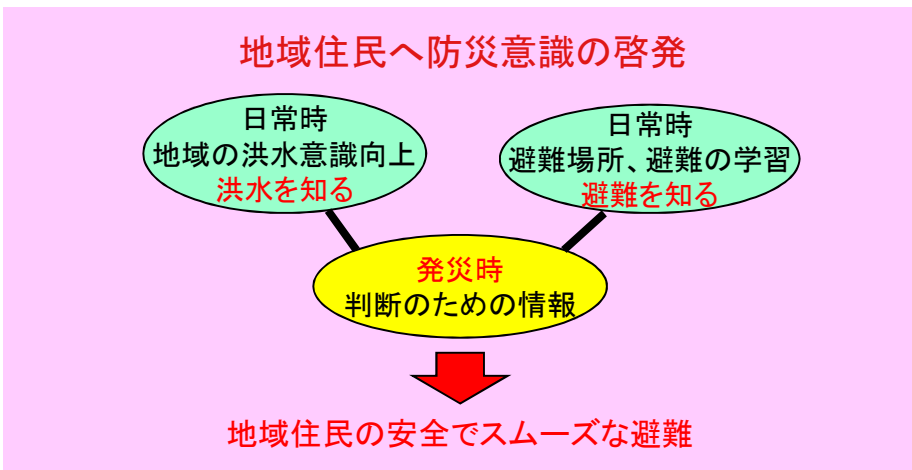 地域住民へ防災意識の啓発
日常時
地域の洪水意識向上
洪水を知る
日常時
避難場所、避難の学習
避難を知る
発災時
判断のための情報
地域住民の安全でスムーズな避難